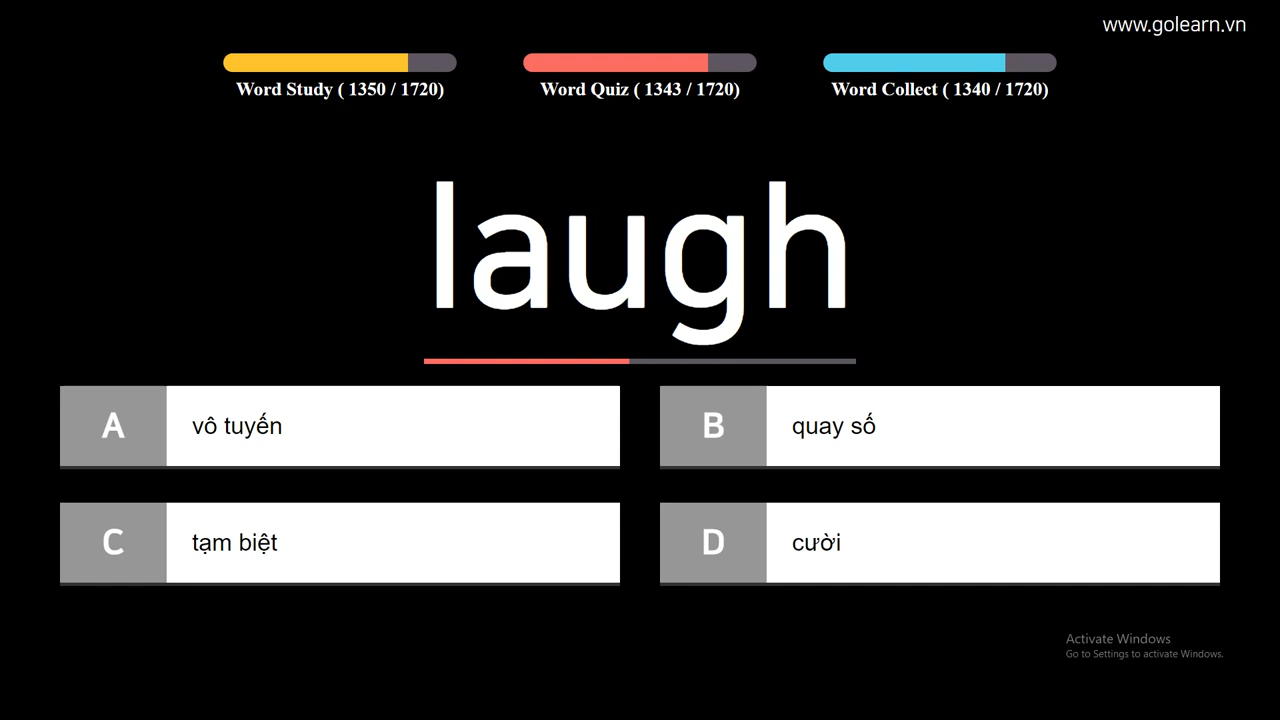 www.golearn.vn
Word Study ( 1350 / 1720)
Word Quiz ( 1343 / 1720)
Word Collect ( 1340 / 1720)
laugh
A vô tuyến
B quay số
C tạm biệt
D cười
Activate Windows
Go to Settings to activate Windows.